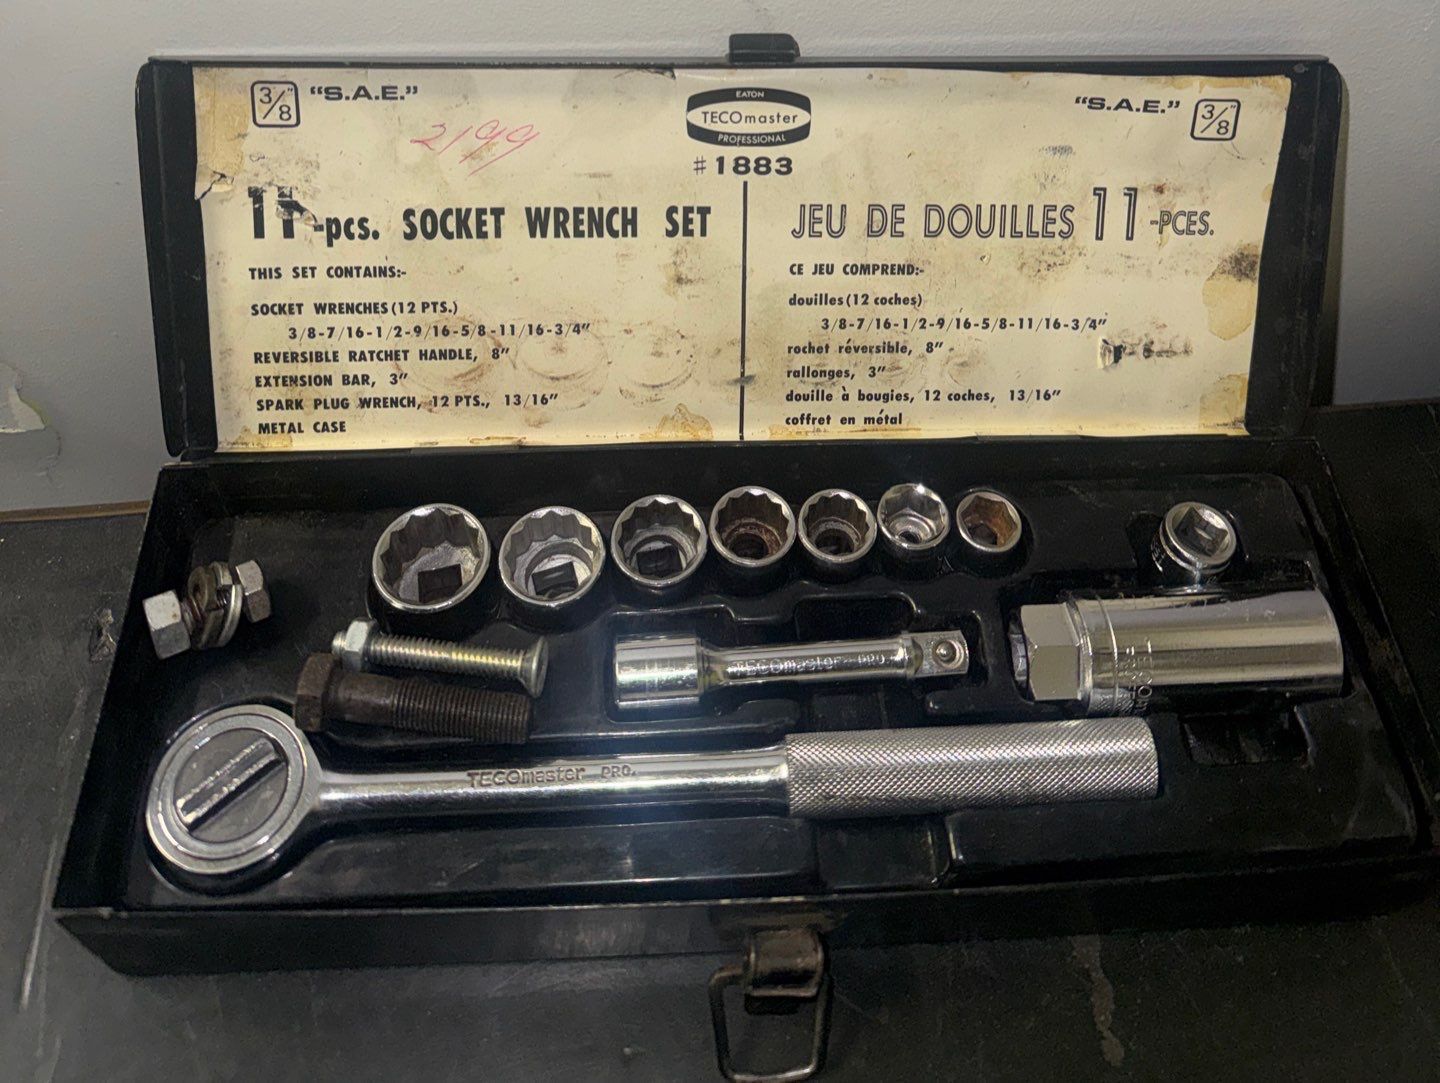 3/8" "S.A.E."
2199
EATON
TECOmaster
PROFESSIONAL
#1883
"S.A.E." 3/8"
11-pcs. SOCKET WRENCH SET
THIS SET CONTAINS:-
SOCKET WRENCHES (12 PTS.)
3/8-7/16-1/2-9/16-5/8-11/16-3/4"
REVERSIBLE RATCHET HANDLE, 8"
EXTENSION BAR, 3"
SPARK PLUG WRENCH, 12 PTS., 13/16"
METAL CASE
JEU DE DOUILLES 11-PCES.
CE JEU COMPREND:-
douilles (12 coches)
3/8-7/16-1/2-9/16-5/8-11/16-3/4"
rochet réversible, 8"
rallonges, 3"
douille à bougies, 12 coches, 13/16"
coffret en métal
TECOmaster PRO.
TECOmaster PRO.